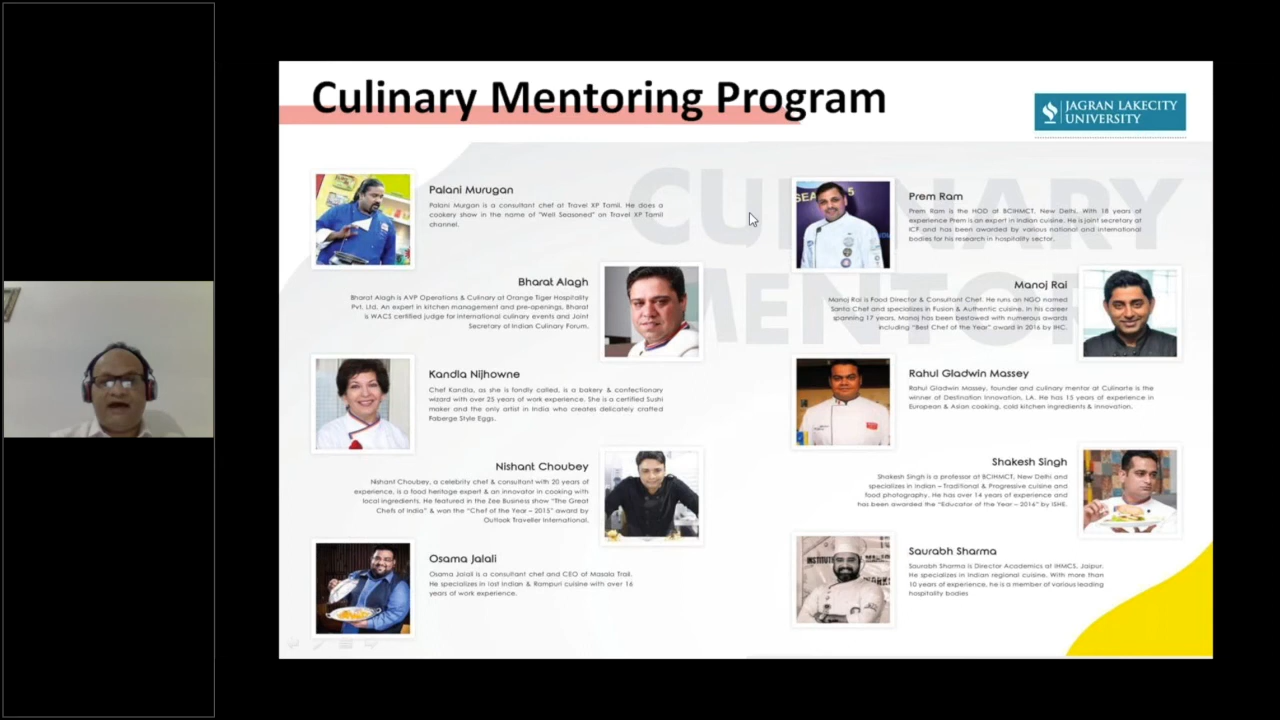 Culinary Mentoring Program
JAGRAN LAKECITY
UNIVERSITY
CULINARY
MENTOR
Palani Murugan
Palani Murgan is a consultant chef at Travel XP Tamil. He does a
cookery show in the name of "Well Seasoned" on Travel XP Tamil
channel.
Bharat Alagh
Bharat Alagh is AVP Operations & Culinary at Orange Tiger Hospitality
Pvt. Ltd. An expert in kitchen management and pre-openings, Bharat
is WACS certified judge for international culinary events and Joint
Secretary of Indian Culinary Forum.
Kandla Nijhowne
Chef Kandla, as she is fondly called, is a bakery & confectionary
wizard with over 25 years of work experience. She is a certified Sushi
maker and the only artist in India who creates delicately crafted
Faberge Style Eggs.
Nishant Choubey
Nishant Choubey, a celebrity chef & consultant with 20 years of
experience, is a food heritage expert & an innovator in cooking with
local ingredients. He featured in the Zee Business show "The Great
Chefs of India" & won the "Chef of the Year – 2015" award by
Outlook Traveller International.
Osama Jalali
Osama Jalali is a consultant chef and CEO of Masala Trail.
He specializes in lost Indian & Rampuri cuisine with over 16
years of work experience.
Prem Ram
Prem Ram is the HOD at BCIHMCT, New Delhi. With 18 years of
experience Prem is an expert in Indian cuisine. He is joint secretary at
ICF and has been awarded by various national and international
bodies for his research in hospitality sector.
Manoj Rai
Manoj Rai is Food Director & Consultant Chef. He runs an NGO named
Santa Chef and specializes in Fusion & Authentic cuisine. In his career
spanning 17 years, Manoj has been bestowed with numerous awards
including "Best Chef of the Year" award in 2016 by IHC.
Rahul Gladwin Massey
Rahul Gladwin Massey, founder and culinary mentor at Culinarte is the
winner of Destination Innovation, LA. He has 15 years of experience in
European & Asian cooking, cold kitchen ingredients & innovation.
Shakesh Singh
Shakesh Singh is a professor at BCIHMCT, New Delhi and
specializes in Indian – Traditional & Progressive cuisine and
food photography. He has over 14 years of experience and
has been awarded the "Educator of the Year – 2016" by ISHE.
Saurabh Sharma
Saurabh Sharma is Director Academics at IHMCS, Jaipur.
He specializes in Indian regional cuisine. With more than
10 years of experience, he is a member of various leading
hospitality bodies